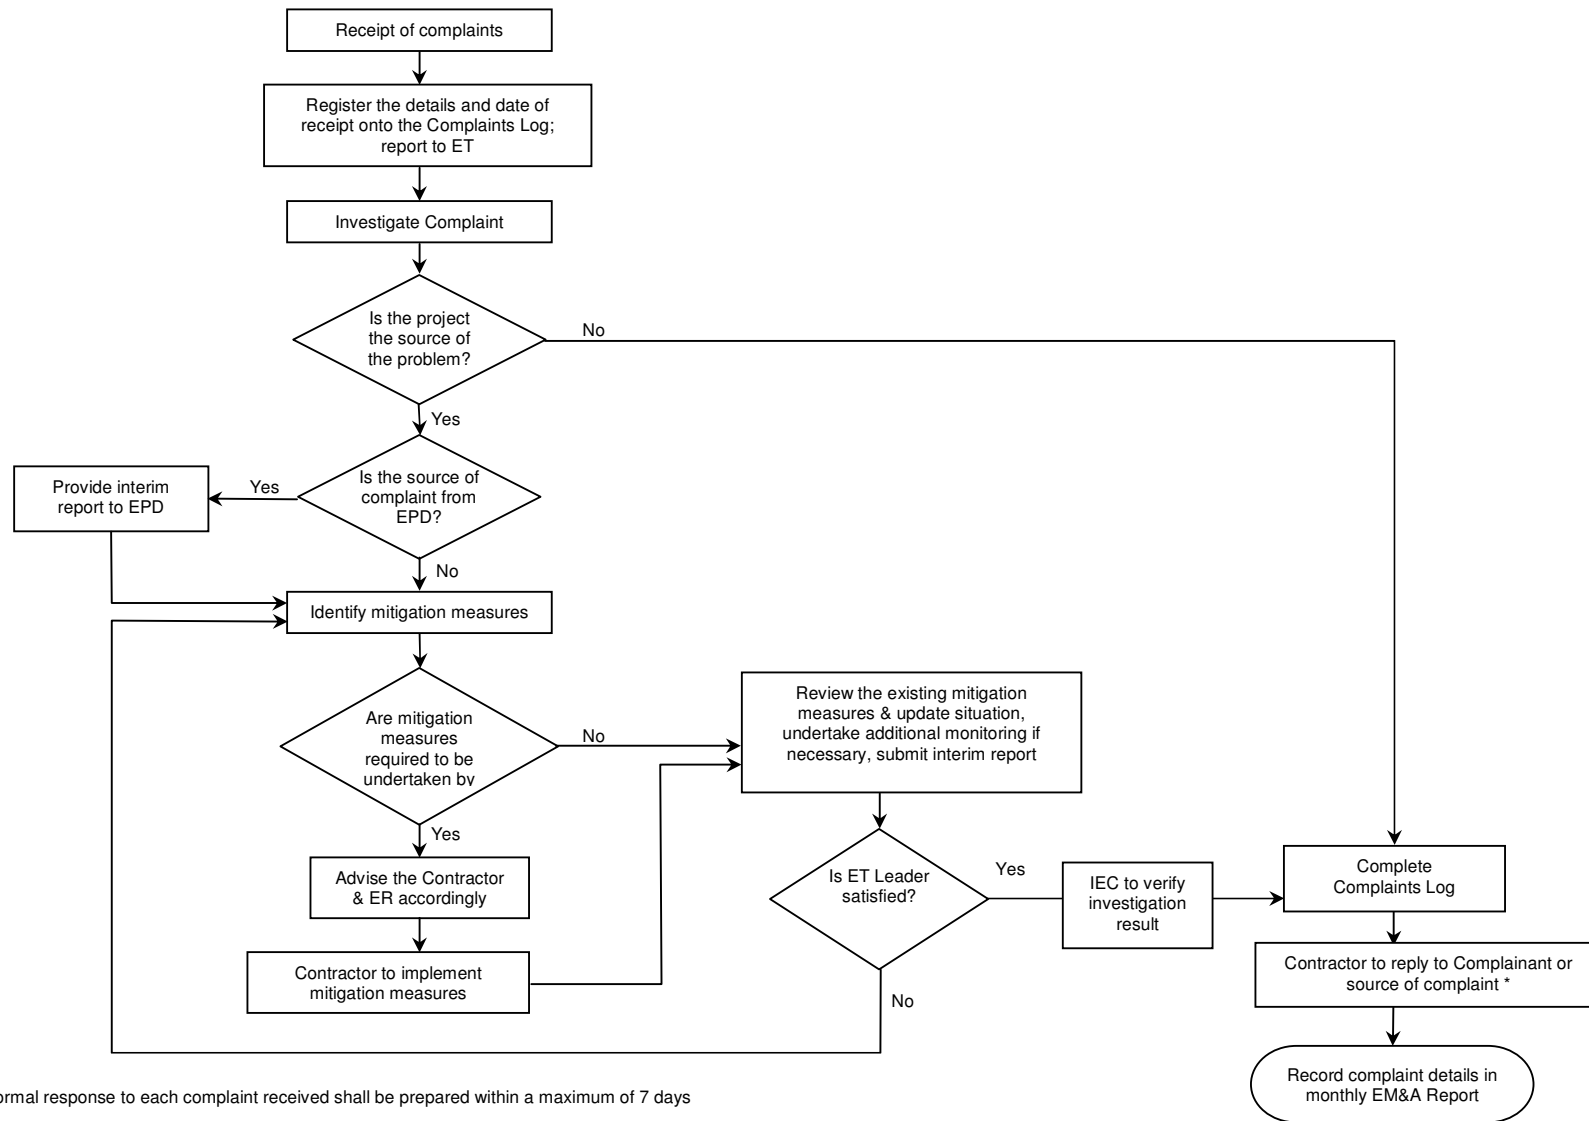 Receipt of complaints
Register the details and date of
receipt onto the Complaints Log;
report to ET
Investigate Complaint
Is the project
the source of
the problem?
No
Yes
Is the source of
complaint from
EPD?
Yes
Provide interim
report to EPD
No
Identify mitigation measures
Are mitigation
measures
required to be
undertaken by
No
Review the existing mitigation
measures & update situation,
undertake additional monitoring if
necessary, submit interim report
Yes
Advise the Contractor
& ER accordingly
Contractor to implement
mitigation measures
Is ET Leader
satisfied?
Yes
No
IEC to verify
investigation
result
Complete
Complaints Log
Contractor to reply to Complainant or
source of complaint *
Record complaint details in
monthly EM&A Report
response to each complaint received shall be prepared within a maximum of 7 days